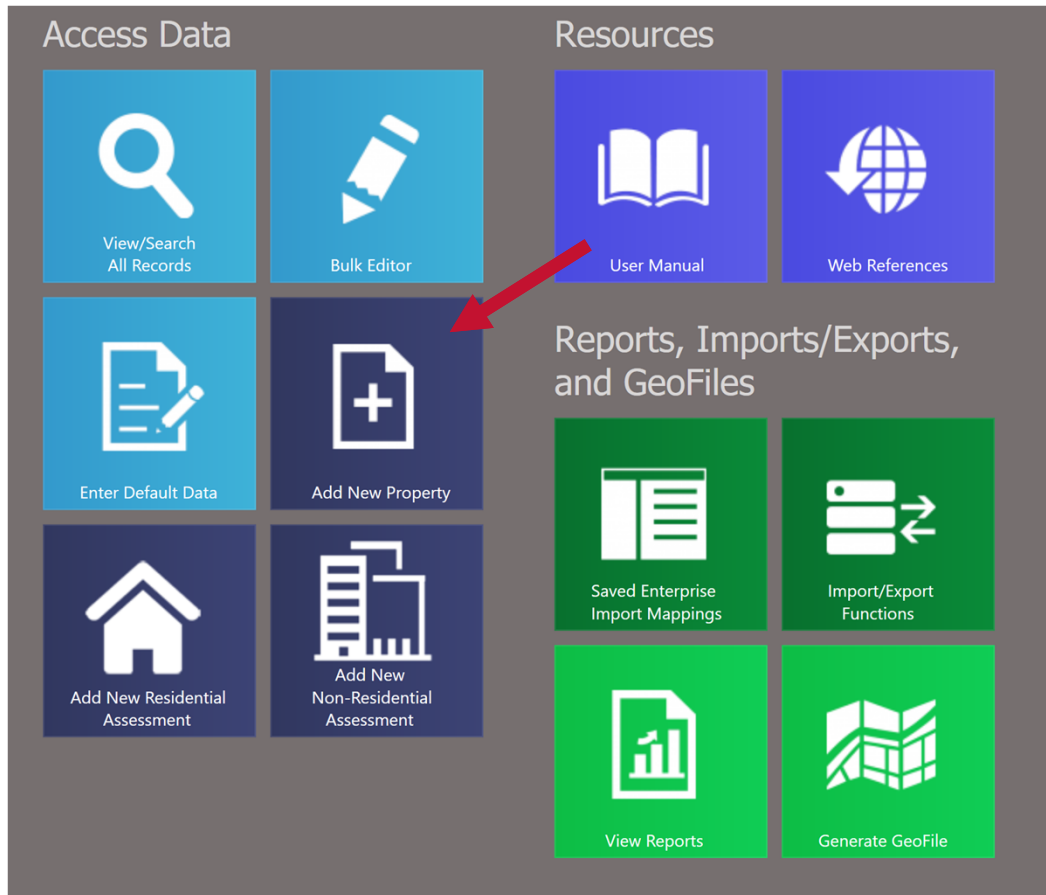 Access Data
View/Search
All Records
Bulk Editor
Enter Default Data
Add New Property
Add New Residential
Assessment
Add New
Non-Residential
Assessment
Resources
User Manual
Web References
Reports, Imports/Exports,
and GeoFiles
Saved Enterprise
Import Mappings
Import/Export
Functions
View Reports
Generate GeoFile